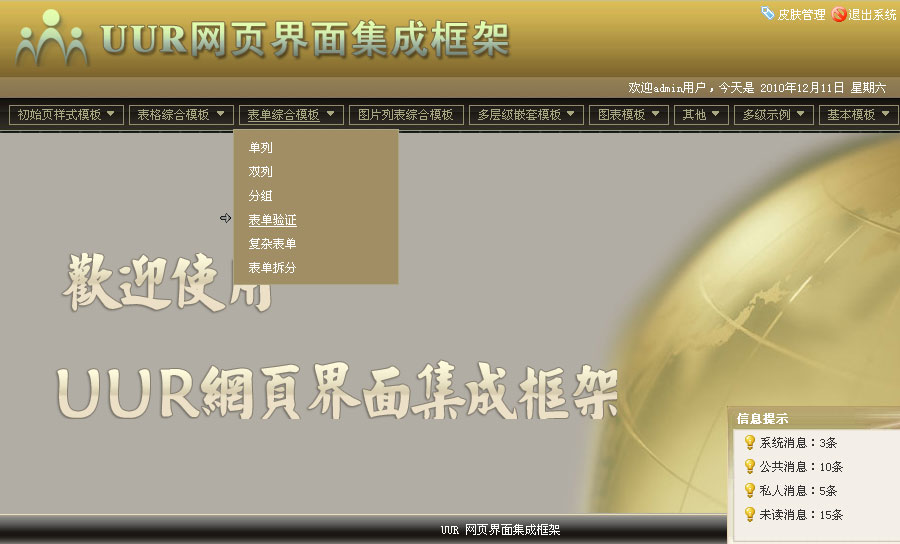 皮肤管理 退出系统
UUR网页界面集成框架
欢迎admin用户，今天是 2010年12月11日 星期六
初始页样式模板 表格综合模板 表单综合模板 图片列表综合模板 多层级嵌套模板 图表模板 其他 多级示例 基本模板
单列
双列
分组
表单验证
复杂表单
表单拆分
歡迎使用
UUR網頁界面集成框架
信息提示
系统消息：3条
公共消息：10条
私人消息：5条
未读消息：15条
UUR 网页界面集成框架